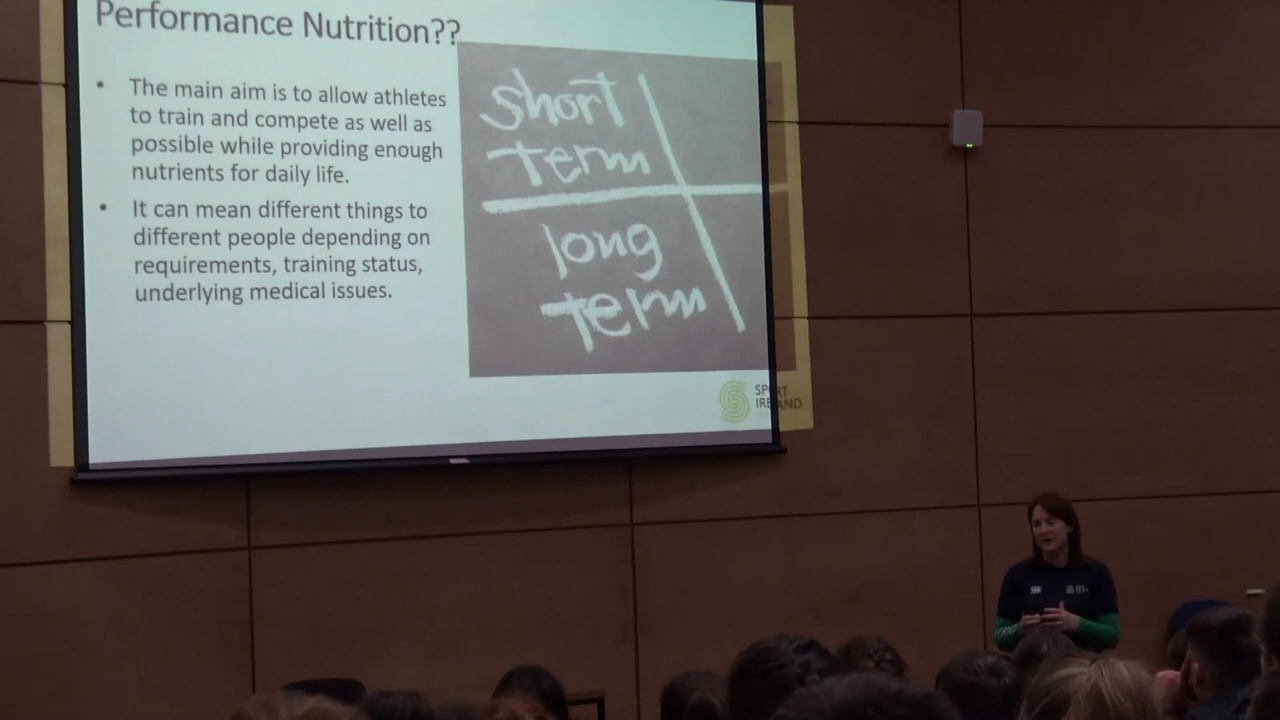 Performance Nutrition??
• The main aim is to allow athletes
to train and compete as well as
possible while providing enough
nutrients for daily life.
• It can mean different things to
different people depending on
requirements, training status,
underlying medical issues.
short
term
long
term
SPORT
IRELAND